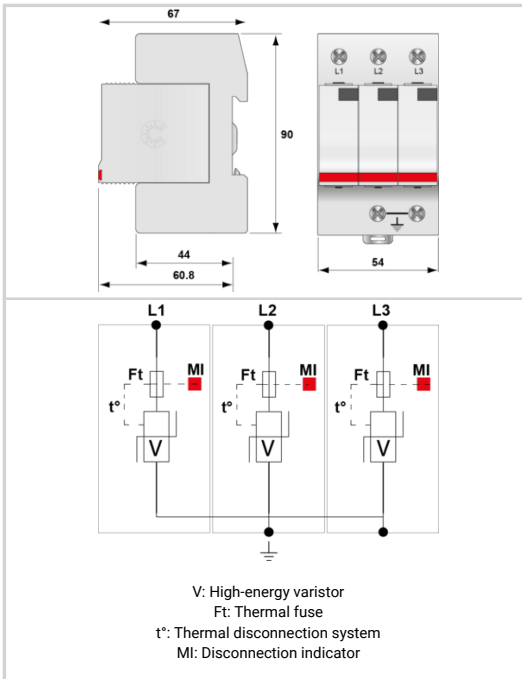 67
L1 L2 L3
90
44
60.8
54
L1 L2 L3
Ft MI Ft MI Ft MI
t° t° t°
V V V
V: High-energy varistor
Ft: Thermal fuse
t°: Thermal disconnection system
MI: Disconnection indicator